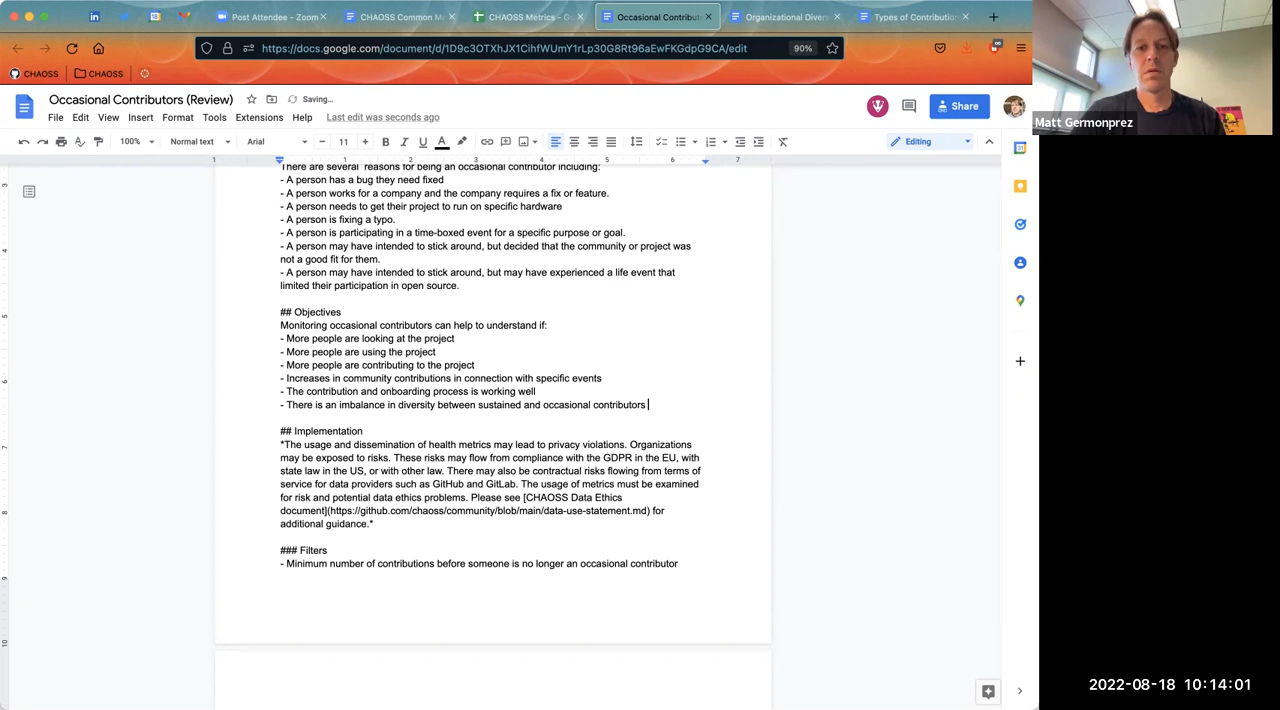 Post Attendee - Zoom
CHAOSS Common M
CHAOSS Metrics - G
Occasional Contribut
Organizational Divers
Types of Contribution
https://docs.google.com/document/d/1D9c3OTXhJX1CihfWUmY1rLp30G8Rt96aEwFKGdpG9CA/edit
90%
CHAOSS
CHAOSS
Occasional Contributors (Review)
Saving...
File Edit View Insert Format Tools Extensions Help Last edit was seconds ago
Share
Matt Germonprez
100% Normal text Arial 11 B I U A Editing
1 1 2 3 4 5 6 7
There are several  reasons for being an occasional contributor including:
- A person has a bug they need fixed
- A person works for a company and the company requires a fix or feature.
- A person needs to get their project to run on specific hardware
- A person is fixing a typo.
- A person is participating in a time-boxed event for a specific purpose or goal.
- A person may have intended to stick around, but decided that the community or project was
not a good fit for them.
- A person may have intended to stick around, but may have experienced a life event that
limited their participation in open source.
## Objectives
Monitoring occasional contributors can help to understand if:
- More people are looking at the project
- More people are using the project
- More people are contributing to the project
- Increases in community contributions in connection with specific events
- The contribution and onboarding process is working well
- There is an imbalance in diversity between sustained and occasional contributors
## Implementation
*The usage and dissemination of health metrics may lead to privacy violations. Organizations
may be exposed to risks. These risks may flow from compliance with the GDPR in the EU, with
state law in the US, or with other law. There may also be contractual risks flowing from terms of
service for data providers such as GitHub and GitLab. The usage of metrics must be examined
for risk and potential data ethics problems. Please see [CHAOSS Data Ethics
document](https://github.com/chaoss/community/blob/main/data-use-statement.md) for
additional guidance.*
### Filters
- Minimum number of contributions before someone is no longer an occasional contributor
2022-08-18 10:14:01